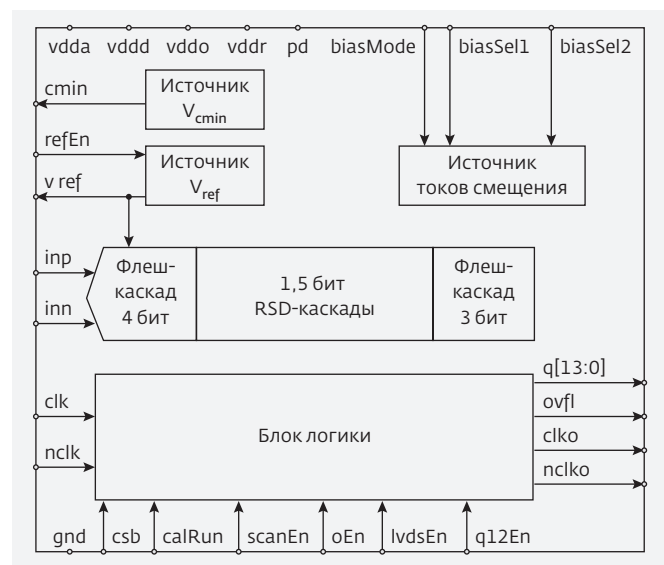 vdda vddd vddo vddr pd biasMode biasSel1 biasSel2
cmin
Источник
Vcmin
refEn
Источник
Vref
v ref
Источник
токов смещения
inp
inn
Флеш-
каскад
4 бит
1,5 бит
RSD-каскады
Флеш-
каскад
3 бит
q[13:0]
ovfl
clko
nclko
clk
nclk
Блок логики
gnd csb calRun scanEn oEn lvdsEn q12En